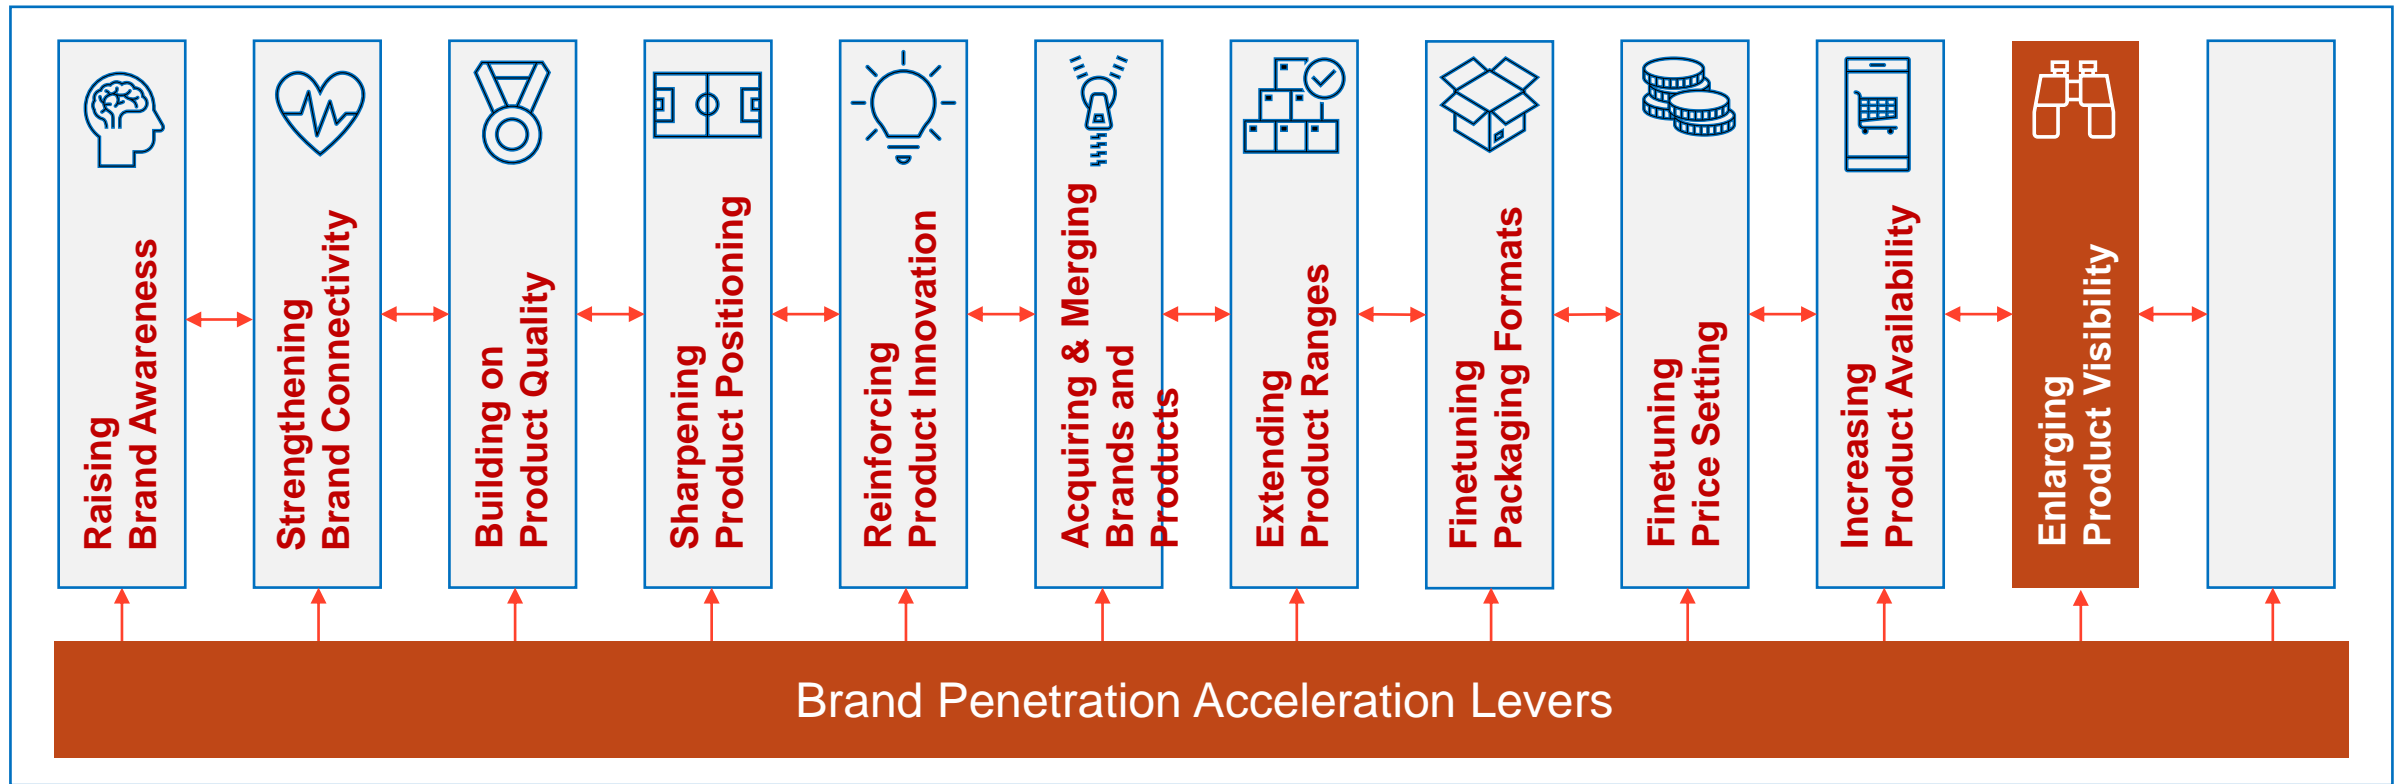 Raising
Brand Awareness
Strengthening
Brand Connectivity
Building on
Product Quality
Sharpening
Product Positioning
Reinforcing
Product Innovation
Acquiring & Merging
Brands and
Products
Extending
Product Ranges
Finetuning
Packaging Formats
Finetuning
Price Setting
Increasing
Product Availability
Enlarging
Product Visibility
Brand Penetration Acceleration Levers